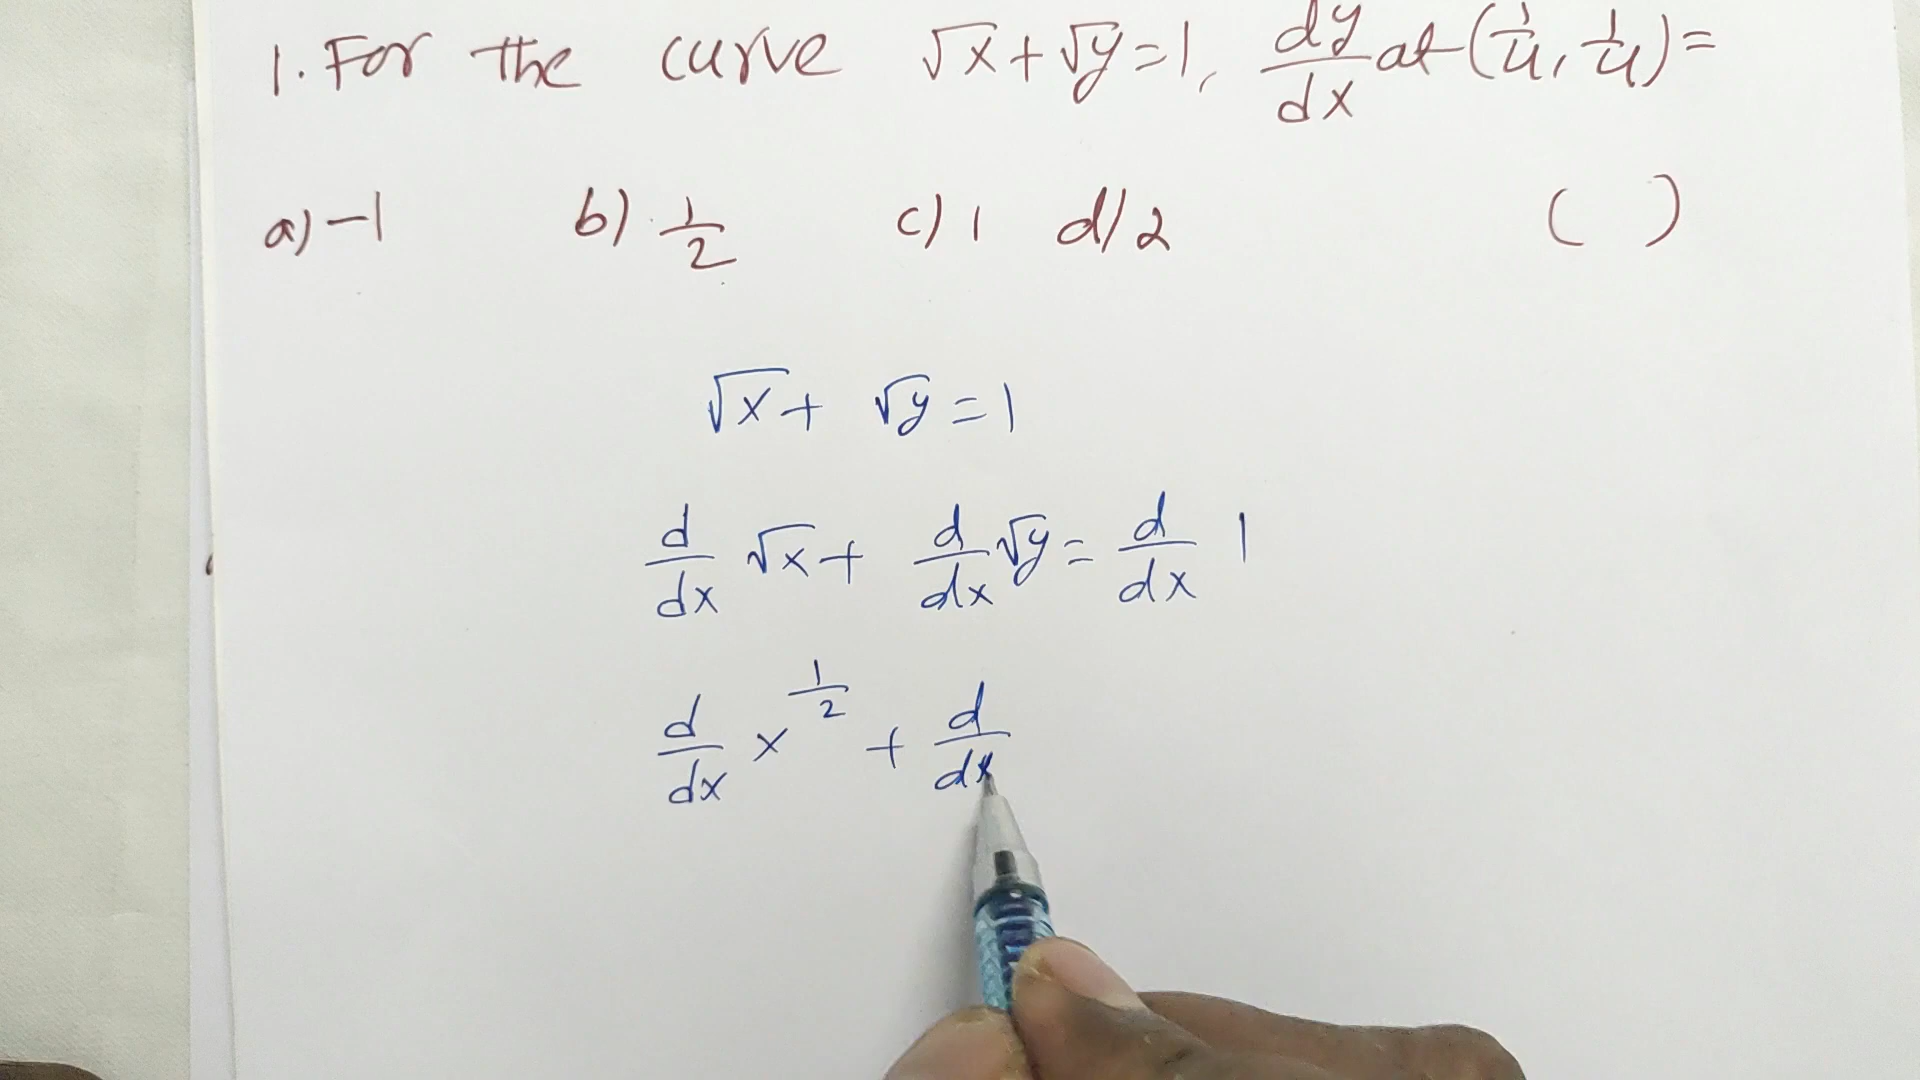 1. For the curve √x + √y = 1, dy/dx at (1/4, 1/4) =
a) -1 b) 1/2 c) 1 d) 2 ( )
√x + √y = 1
d/dx √x + d/dx √y = d/dx 1
d/dx x^1/2 + d/dx